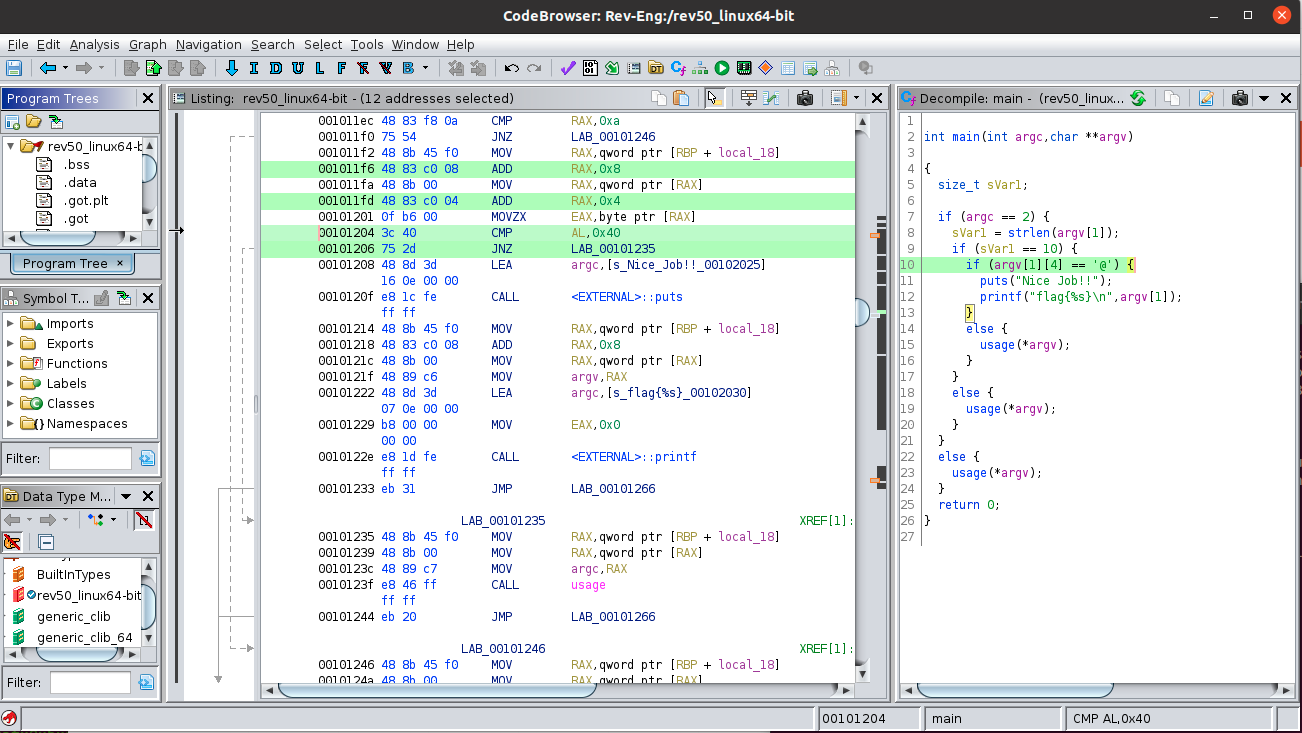 CodeBrowser: Rev-Eng:/rev50_linux64-bit
File Edit Analysis Graph Navigation Search Select Tools Window Help
I D U L F B
Program Trees
rev50_linux64-b
.bss
.data
.got.plt
.got
Program Tree ×
Symbol T...
Imports
Exports
Functions
Labels
Classes
Namespaces
Filter:
Data Type M...
BuiltInTypes
rev50_linux64-bit
generic_clib
generic_clib_64
Filter:
Listing: rev50_linux64-bit - (12 addresses selected)
001011ec 48 83 f8 0a CMP RAX,0xa
001011f0 75 54 JNZ LAB_00101246
001011f2 48 8b 45 f0 MOV RAX,qword ptr [RBP + local_18]
001011f6 48 83 c0 08 ADD RAX,0x8
001011fa 48 8b 00 MOV RAX,qword ptr [RAX]
001011fd 48 83 c0 04 ADD RAX,0x4
00101201 0f b6 00 MOVZX EAX,byte ptr [RAX]
00101204 3c 40 CMP AL,0x40
00101206 75 2d JNZ LAB_00101235
00101208 48 8d 3d LEA argc,[s_Nice_Job!!_00102025]
16 0e 00 00
0010120f e8 1c fe CALL <EXTERNAL>::puts
ff ff
00101214 48 8b 45 f0 MOV RAX,qword ptr [RBP + local_18]
00101218 48 83 c0 08 ADD RAX,0x8
0010121c 48 8b 00 MOV RAX,qword ptr [RAX]
0010121f 48 89 c6 MOV argv,RAX
00101222 48 8d 3d LEA argc,[s_flag{%s}_00102030]
07 0e 00 00
00101229 b8 00 00 MOV EAX,0x0
00 00
0010122e e8 1d fe CALL <EXTERNAL>::printf
ff ff
00101233 eb 31 JMP LAB_00101266
LAB_00101235 XREF[1]:
00101235 48 8b 45 f0 MOV RAX,qword ptr [RBP + local_18]
00101239 48 8b 00 MOV RAX,qword ptr [RAX]
0010123c 48 89 c7 MOV argc,RAX
0010123f e8 46 ff CALL usage
ff ff
00101244 eb 20 JMP LAB_00101266
LAB_00101246 XREF[1]:
00101246 48 8b 45 f0 MOV RAX,qword ptr [RBP + local_18]
0010124a 48 8b 00 MOV RAX,qword ptr [RAX]
Decompile: main - (rev50_linux...
1
2 int main(int argc,char **argv)
3
4 {
5 size_t sVar1;
6
7 if (argc == 2) {
8 sVar1 = strlen(argv[1]);
9 if (sVar1 == 10) {
10 if (argv[1][4] == '@') {
11 puts("Nice Job!!");
12 printf("flag{%s}\n",argv[1]);
13 }
14 else {
15 usage(*argv);
16 }
17 }
18 else {
19 usage(*argv);
20 }
21 }
22 else {
23 usage(*argv);
24 }
25 return 0;
26 }
27
00101204 main CMP AL,0x40